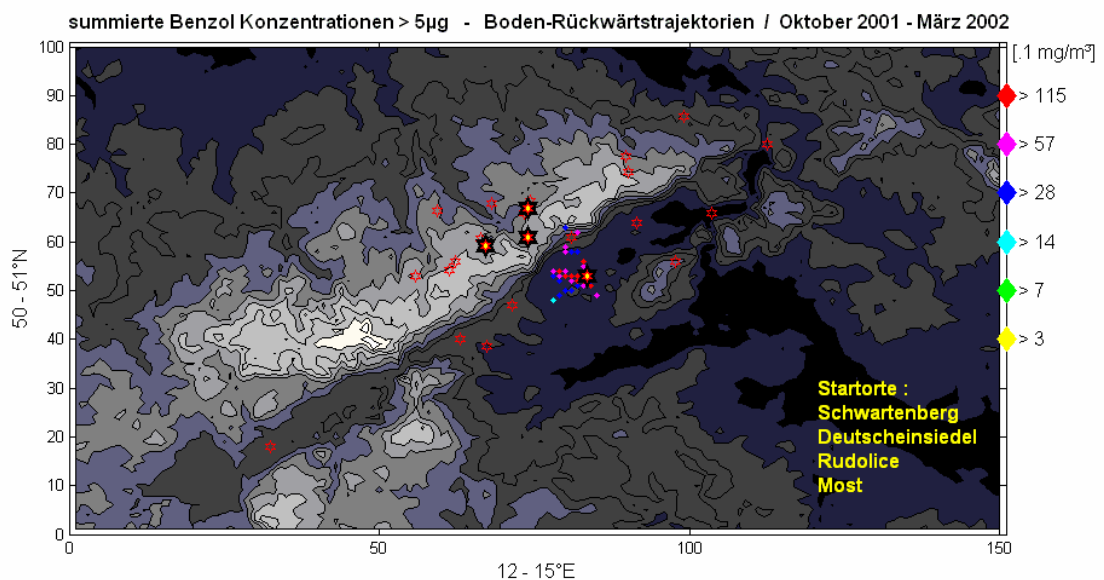 summierte Benzol Konzentrationen > 5µg - Boden-Rückwärtstrajektorien / Oktober 2001 - März 2002
[.1 mg/m³]
> 115
> 57
> 28
> 14
> 7
> 3
100
90
80
70
60
50
40
30
20
10
0
50 - 51°N
Startorte :
Schwartenberg
Deutscheinsiedel
Rudolice
Most
0
50
100
150
12 - 15°E